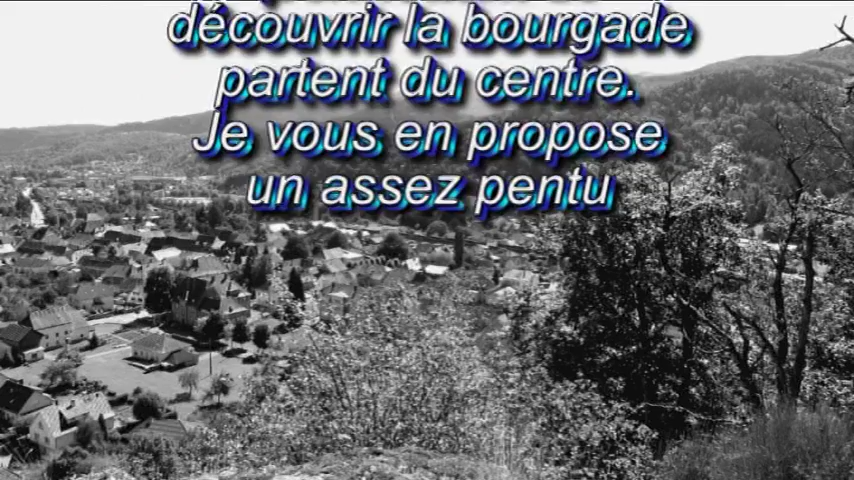 découvrir la bourgade
partent du centre.
Je vous en propose
un assez pentu